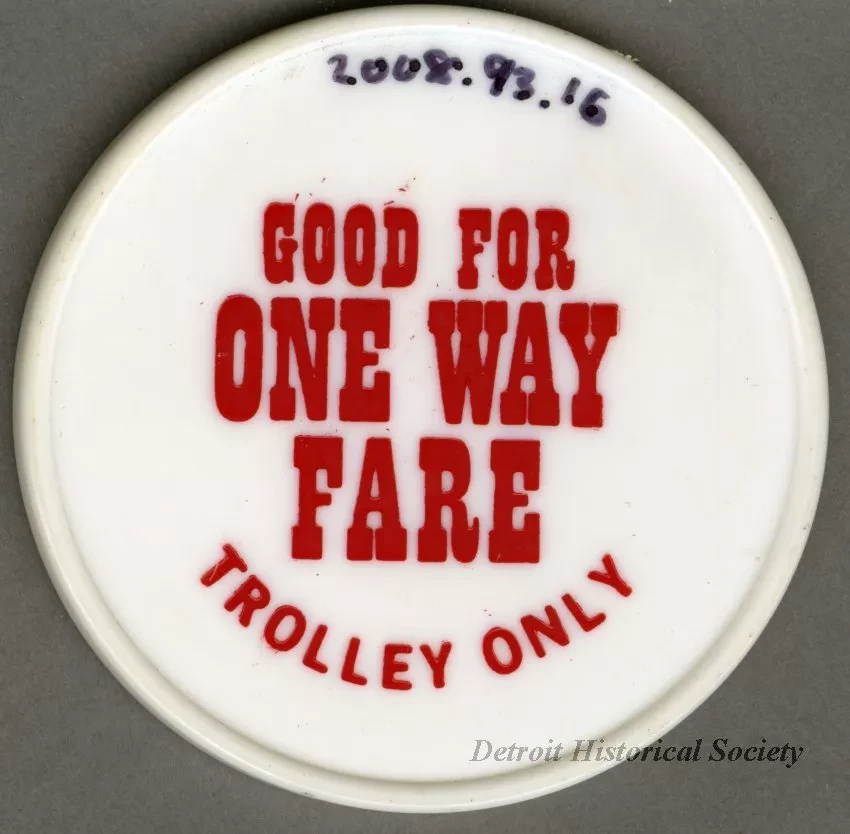 2008.93.16
GOOD FOR
ONE WAY
FARE
TROLLEY ONLY
Detroit Historical Society